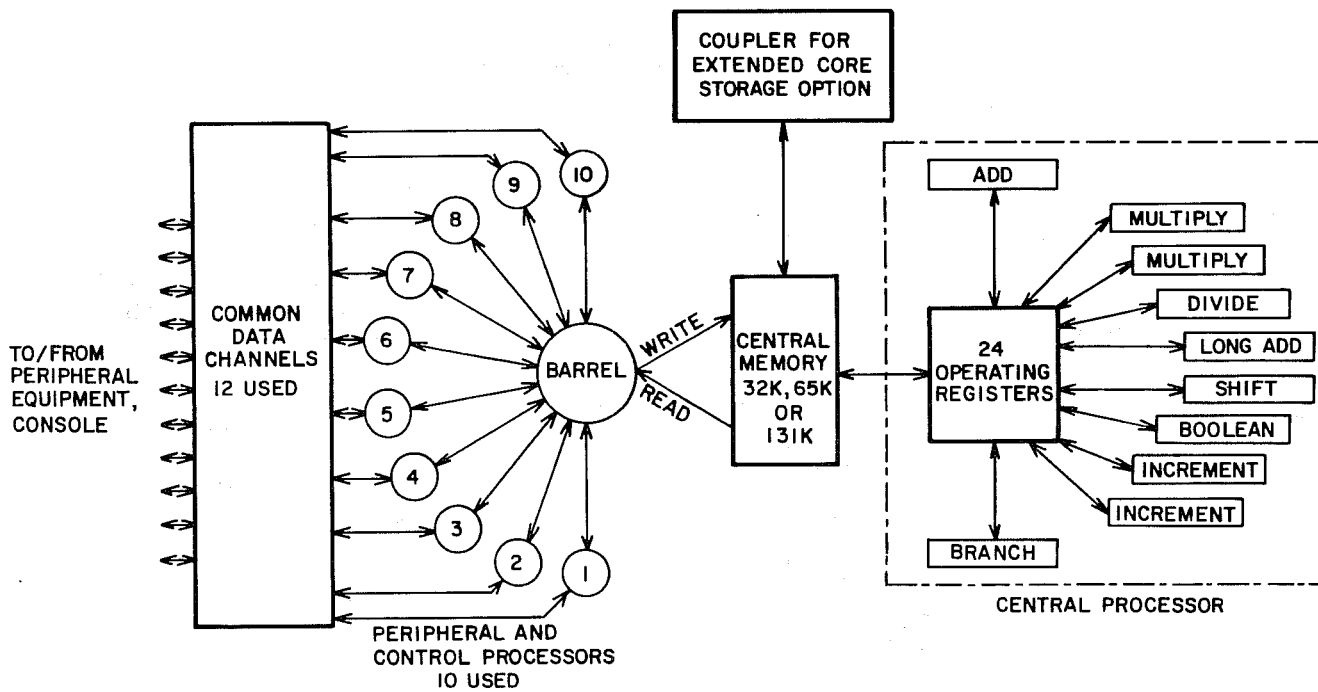 COUPLER FOR
EXTENDED CORE
STORAGE OPTION
TO/FROM
PERIPHERAL
EQUIPMENT,
CONSOLE
COMMON
DATA
CHANNELS
12 USED
10
9
8
7
6
5
4
3
2
1
BARREL
PERIPHERAL AND
CONTROL PROCESSORS
10 USED
WRITE
READ
CENTRAL
MEMORY
32K, 65K
OR
131K
ADD
MULTIPLY
MULTIPLY
DIVIDE
LONG ADD
SHIFT
BOOLEAN
INCREMENT
INCREMENT
BRANCH
24
OPERATING
REGISTERS
CENTRAL PROCESSOR